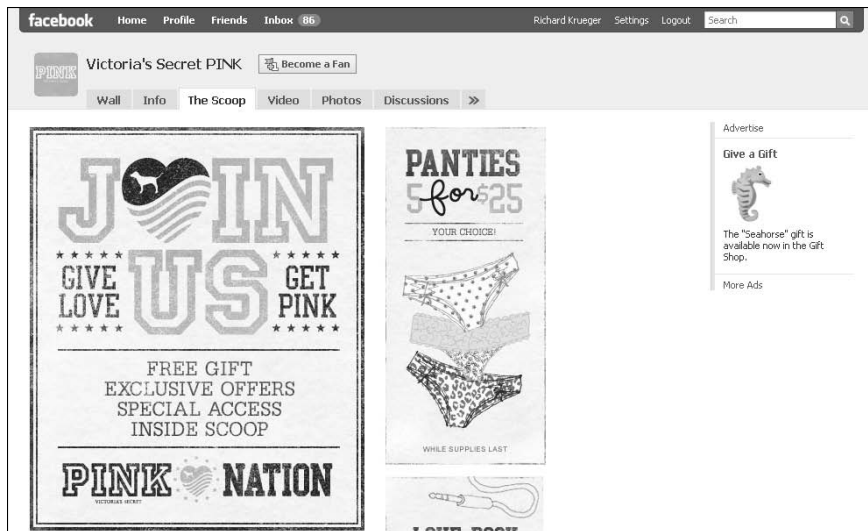 facebook Home Profile Friends Inbox 86 Richard Krueger Settings Logout Search
PINK
Victoria's Secret PINK Become a Fan
Wall Info The Scoop Video Photos Discussions »
JOIN
US
GIVE
LOVE
GET
PINK
FREE GIFT
EXCLUSIVE OFFERS
SPECIAL ACCESS
INSIDE SCOOP
PINK NATION
VICTORIA'S SECRET
PANTIES
5 for $25
YOUR CHOICE!
WHILE SUPPLIES LAST
Advertise
Give a Gift
The "Seahorse" gift is
available now in the Gift
Shop.
More Ads